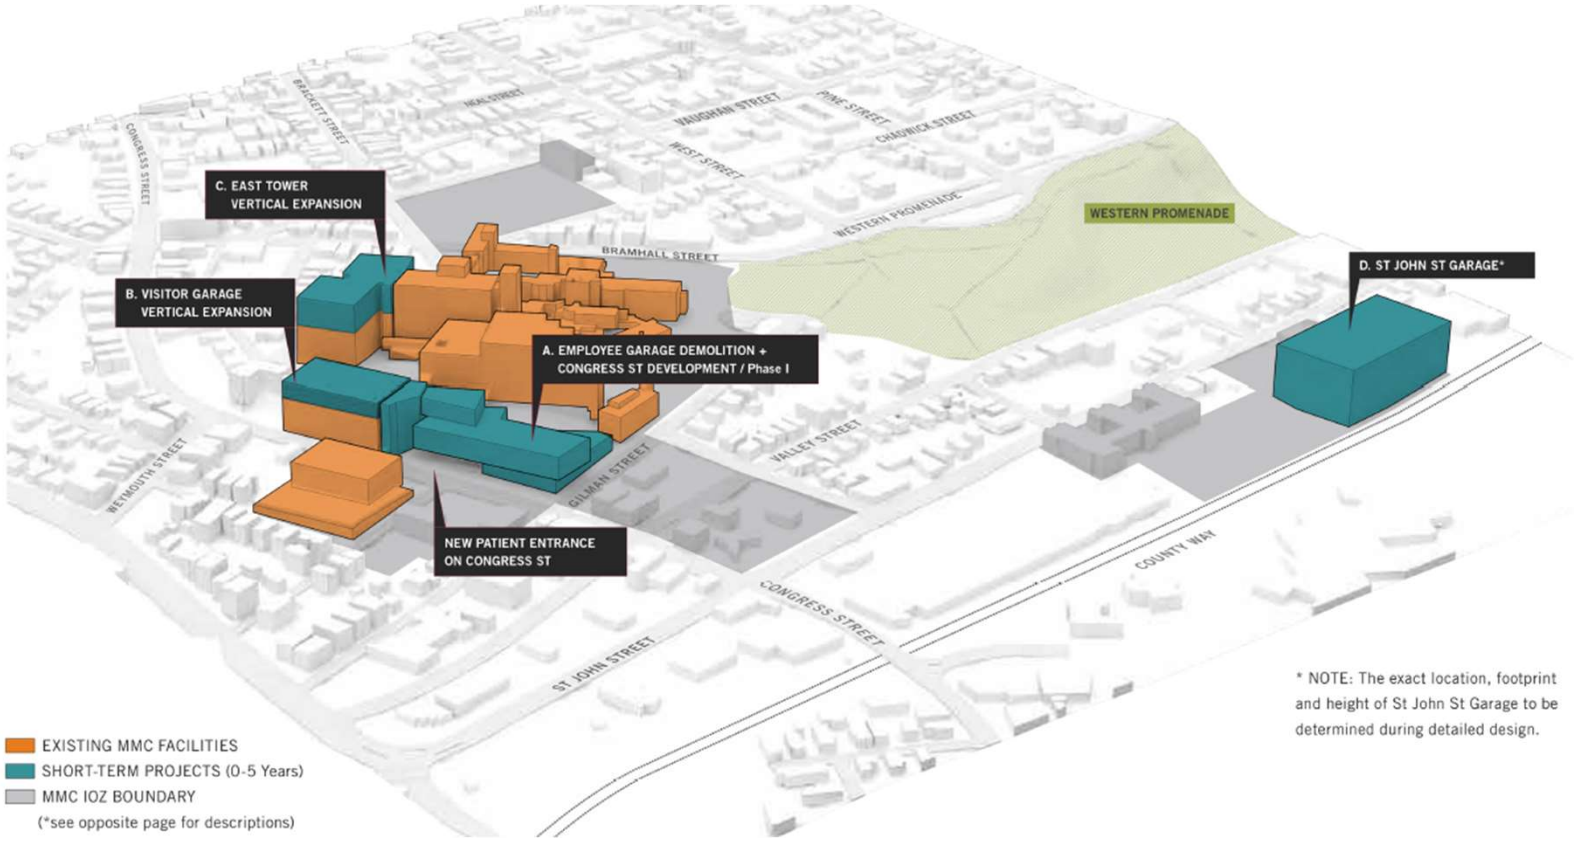 BRACKETT STREET
NEAL STREET
VAUGHAN STREET
PINE STREET
CHADWICK STREET
CONGRESS STREET
WEST STREET
C. EAST TOWER
VERTICAL EXPANSION
WESTERN PROMENADE
WESTERN PROMENADE
BRAMHALL STREET
D. ST JOHN ST GARAGE*
B. VISITOR GARAGE
VERTICAL EXPANSION
A. EMPLOYEE GARAGE DEMOLITION +
CONGRESS ST DEVELOPMENT / Phase I
VALLEY STREET
WEYMOUTH STREET
GILMAN STREET
NEW PATIENT ENTRANCE
ON CONGRESS ST
COUNTY WAY
CONGRESS STREET
ST JOHN STREET
* NOTE: The exact location, footprint
and height of St John St Garage to be
determined during detailed design.
EXISTING MMC FACILITIES
SHORT-TERM PROJECTS (0-5 Years)
MMC IOZ BOUNDARY
(*see opposite page for descriptions)